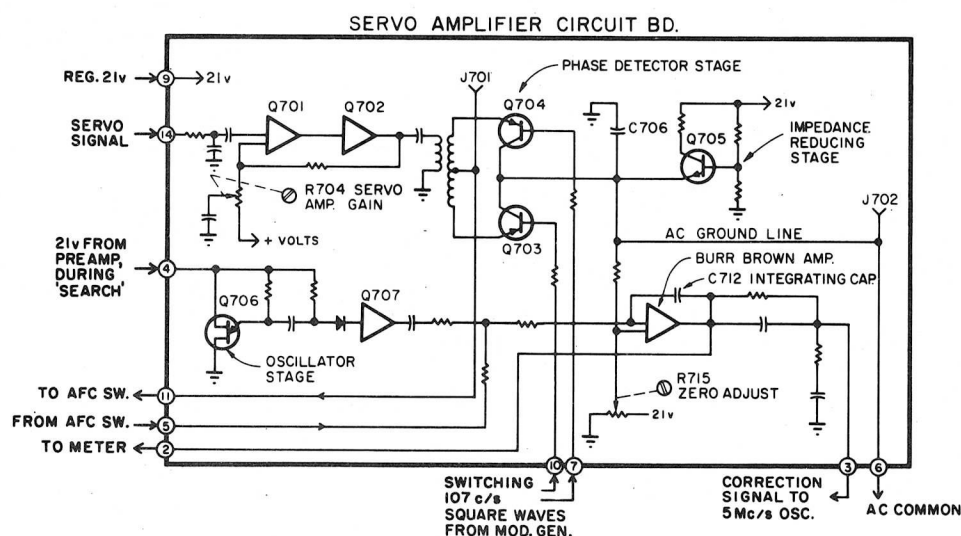 SERVO AMPLIFIER CIRCUIT BD.
REG. 21v
9
21v
J701
PHASE DETECTOR STAGE
Q701
Q702
Q704
C706
21v
Q705
IMPEDANCE
REDUCING
STAGE
SERVO
SIGNAL
14
R704 SERVO
AMP. GAIN
+ VOLTS
Q703
J702
AC GROUND LINE
21v FROM
PREAMP,
DURING
'SEARCH'
4
BURR BROWN AMP.
C712 INTEGRATING CAP.
Q706
Q707
OSCILLATOR
STAGE
R715
ZERO ADJUST
21v
TO AFC SW.
11
FROM AFC SW.
5
TO METER
2
10
7
3
6
SWITCHING
107 c/s
SQUARE WAVES
FROM MOD. GEN.
CORRECTION
SIGNAL TO
5Mc/s OSC.
AC COMMON